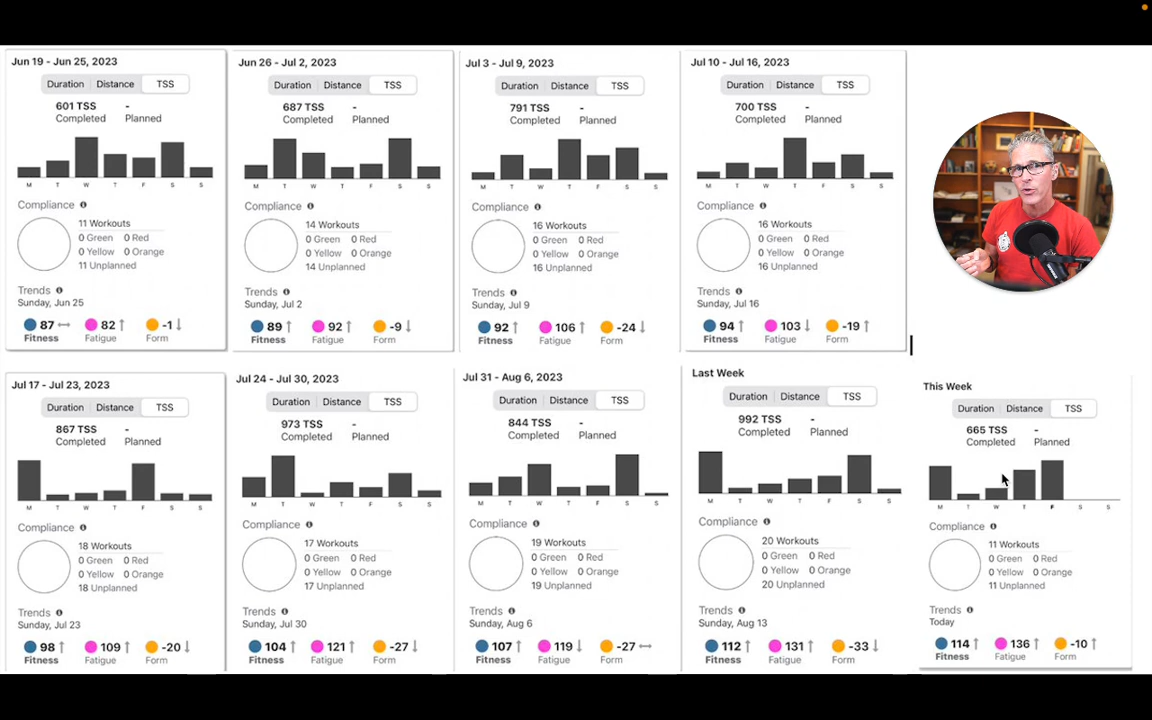 Jun 19 - Jun 25, 2023
Duration Distance TSS
601 TSS -
Completed Planned
M T W T F S S
Compliance
11 Workouts
0 Green 0 Red
0 Yellow 0 Orange
11 Unplanned
Trends
Sunday, Jun 25
87 ↔ 82 ↑ -1 ↓
Fitness Fatigue Form
Jun 26 - Jul 2, 2023
Duration Distance TSS
687 TSS -
Completed Planned
M T W T F S S
Compliance
14 Workouts
0 Green 0 Red
0 Yellow 0 Orange
14 Unplanned
Trends
Sunday, Jul 2
89 ↑ 92 ↑ -9 ↓
Fitness Fatigue Form
Jul 3 - Jul 9, 2023
Duration Distance TSS
791 TSS -
Completed Planned
M T W T F S S
Compliance
16 Workouts
0 Green 0 Red
0 Yellow 0 Orange
16 Unplanned
Trends
Sunday, Jul 9
92 ↑ 106 ↑ -24 ↓
Fitness Fatigue Form
Jul 10 - Jul 16, 2023
Duration Distance TSS
700 TSS -
Completed Planned
M T W T F S S
Compliance
16 Workouts
0 Green 0 Red
0 Yellow 0 Orange
16 Unplanned
Trends
Sunday, Jul 16
94 ↑ 103 ↓ -19 ↑
Fitness Fatigue Form
Jul 17 - Jul 23, 2023
Duration Distance TSS
867 TSS -
Completed Planned
M T W T F S S
Compliance
18 Workouts
0 Green 0 Red
0 Yellow 0 Orange
18 Unplanned
Trends
Sunday, Jul 23
98 ↑ 109 ↑ -20 ↓
Fitness Fatigue Form
Jul 24 - Jul 30, 2023
Duration Distance TSS
973 TSS -
Completed Planned
M T W T F S S
Compliance
17 Workouts
0 Green 0 Red
0 Yellow 0 Orange
17 Unplanned
Trends
Sunday, Jul 30
104 ↑ 121 ↑ -27 ↓
Fitness Fatigue Form
Jul 31 - Aug 6, 2023
Duration Distance TSS
844 TSS -
Completed Planned
M T W T F S S
Compliance
19 Workouts
0 Green 0 Red
0 Yellow 0 Orange
19 Unplanned
Trends
Sunday, Aug 6
107 ↑ 119 ↓ -27 ↔
Fitness Fatigue Form
Last Week
Duration Distance TSS
992 TSS -
Completed Planned
M T W T F S S
Compliance
20 Workouts
0 Green 0 Red
0 Yellow 0 Orange
20 Unplanned
Trends
Sunday, Aug 13
112 ↑ 131 ↑ -33 ↓
Fitness Fatigue Form
This Week
Duration Distance TSS
665 TSS -
Completed Planned
M T W T F S S
Compliance
11 Workouts
0 Green 0 Red
0 Yellow 0 Orange
11 Unplanned
Trends
Today
114 ↑ 136 ↑ -10 ↑
Fitness Fatigue Form